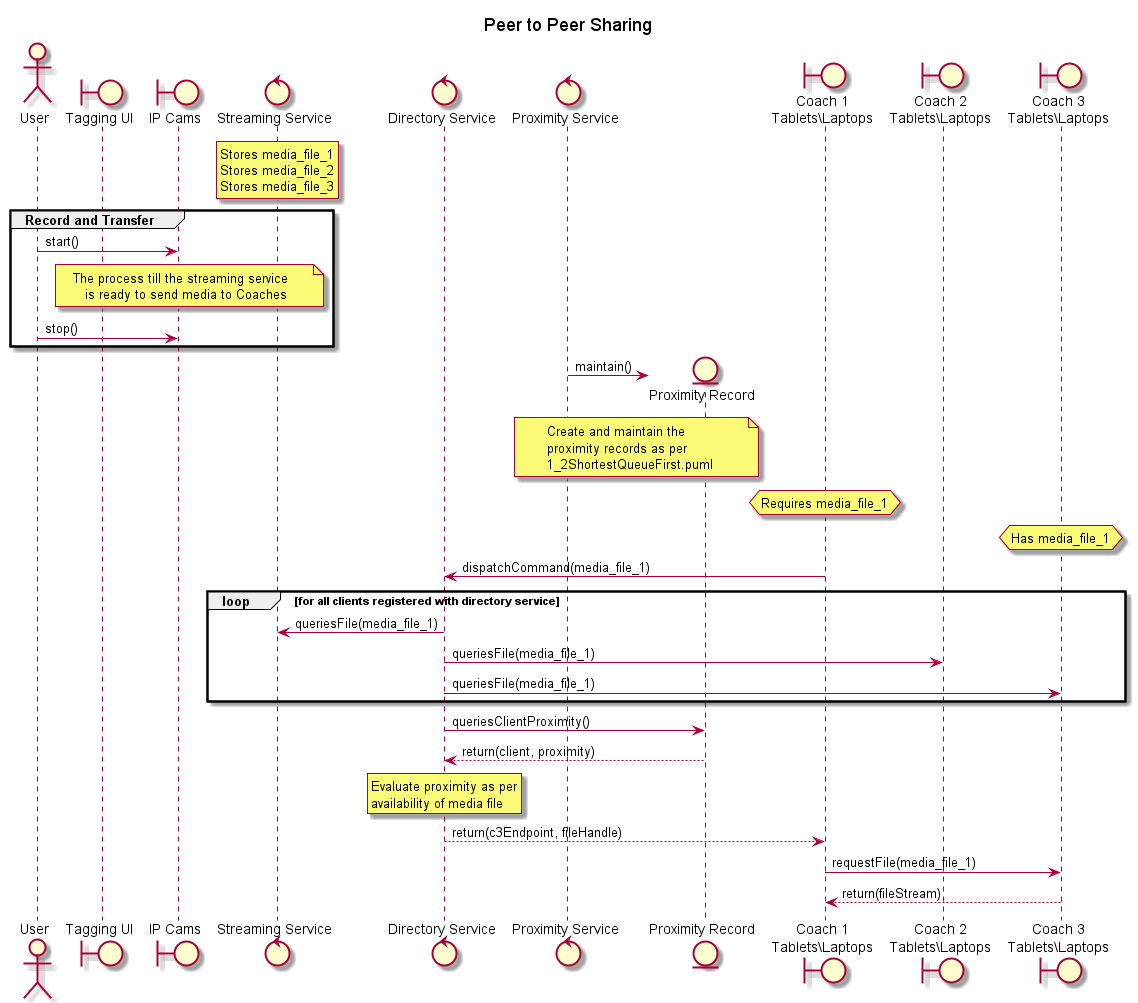 Peer to Peer Sharing
User
Tagging UI
IP Cams
Streaming Service
Directory Service
Proximity Service
Coach 1
Tablets\Laptops
Coach 2
Tablets\Laptops
Coach 3
Tablets\Laptops
Stores media_file_1
Stores media_file_2
Stores media_file_3
Record and Transfer
start()
The process till the streaming service
is ready to send media to Coaches
stop()
maintain()
Proximity Record
Create and maintain the
proximity records as per
1_2ShortestQueueFirst.puml
Requires media_file_1
Has media_file_1
dispatchCommand(media_file_1)
loop [for all clients registered with directory service]
queriesFile(media_file_1)
queriesFile(media_file_1)
queriesFile(media_file_1)
queriesClientProximity()
return(client, proximity)
Evaluate proximity as per
availability of media file
return(c3Endpoint, fileHandle)
requestFile(media_file_1)
return(fileStream)
User
Tagging UI
IP Cams
Streaming Service
Directory Service
Proximity Service
Proximity Record
Coach 1
Tablets\Laptops
Coach 2
Tablets\Laptops
Coach 3
Tablets\Laptops